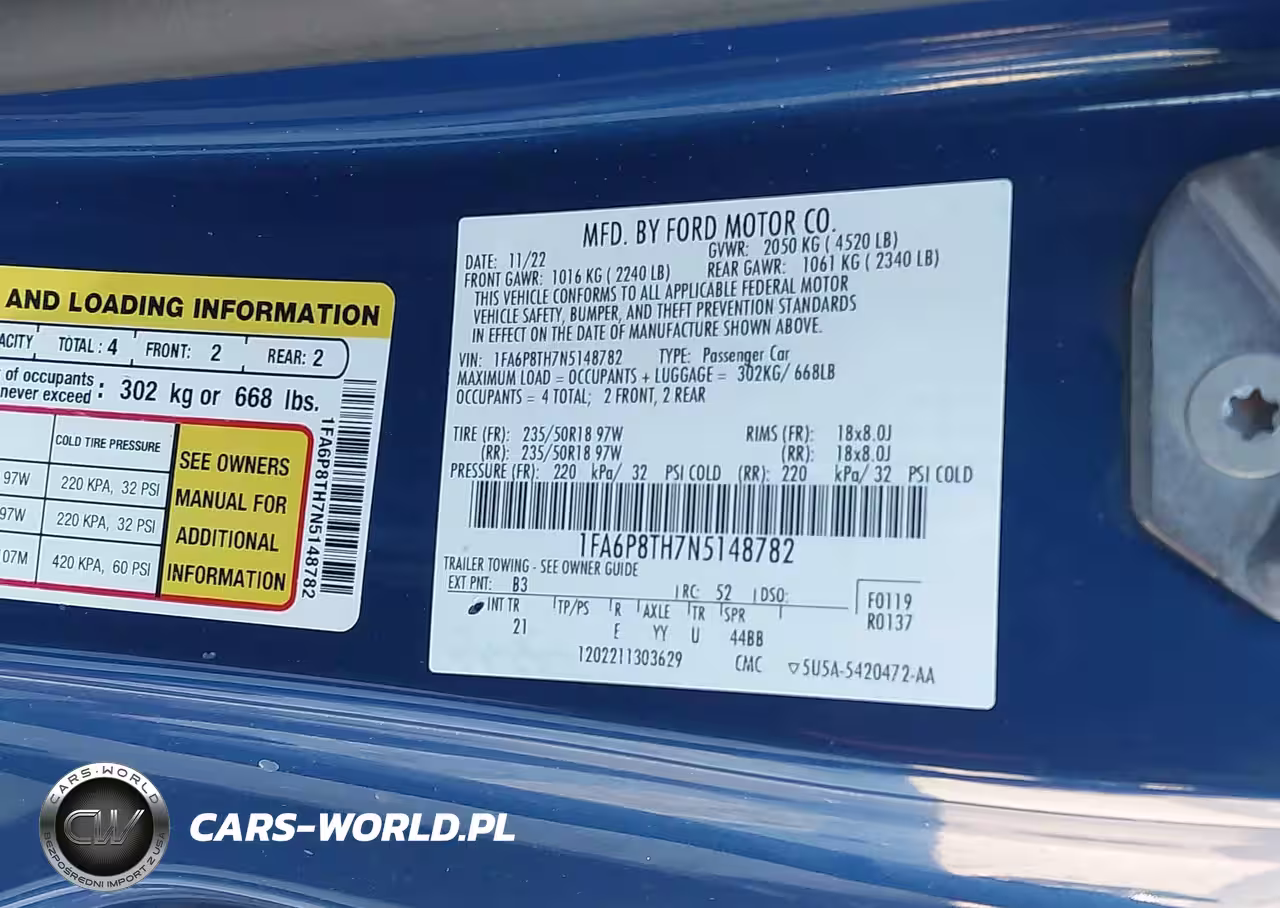 AND LOADING INFORMATION
ACITY TOTAL : 4 FRONT: 2 REAR: 2
of occupants
never exceed : 302 kg or 668 lbs.
COLD TIRE PRESSURE
97W 220 KPA, 32 PSI
97W 220 KPA, 32 PSI
07M 420 KPA, 60 PSI
SEE OWNERS
MANUAL FOR
ADDITIONAL
INFORMATION
1FA6P8TH7N5148782
MFD. BY FORD MOTOR CO.
DATE: 11/22 GVWR: 2050 KG ( 4520 LB)
FRONT GAWR: 1016 KG ( 2240 LB) REAR GAWR: 1061 KG ( 2340 LB)
THIS VEHICLE CONFORMS TO ALL APPLICABLE FEDERAL MOTOR
VEHICLE SAFETY, BUMPER, AND THEFT PREVENTION STANDARDS
IN EFFECT ON THE DATE OF MANUFACTURE SHOWN ABOVE.
VIN: 1FA6P8TH7N5148782 TYPE: Passenger Car
MAXIMUM LOAD = OCCUPANTS + LUGGAGE = 302KG/ 668LB
OCCUPANTS = 4 TOTAL; 2 FRONT, 2 REAR
TIRE (FR): 235/50R18 97W RIMS (FR): 18x8.0J
(RR): 235/50R18 97W (RR): 18x8.0J
PRESSURE (FR): 220 kPa/ 32 PSI COLD (RR): 220 kPa/ 32 PSI COLD
1FA6P8TH7N5148782
TRAILER TOWING - SEE OWNER GUIDE
EXT PNT: B3 RC: 52 DSO: F0119
INT TR TP/PS R AXLE TR SPR R0137
21 E YY U 44BB
1202211303629 CMC ▽5U5A-5420472-AA
CARS-WORLD
CW
BEZPOŚREDNI IMPORT Z USA
CARS-WORLD.PL